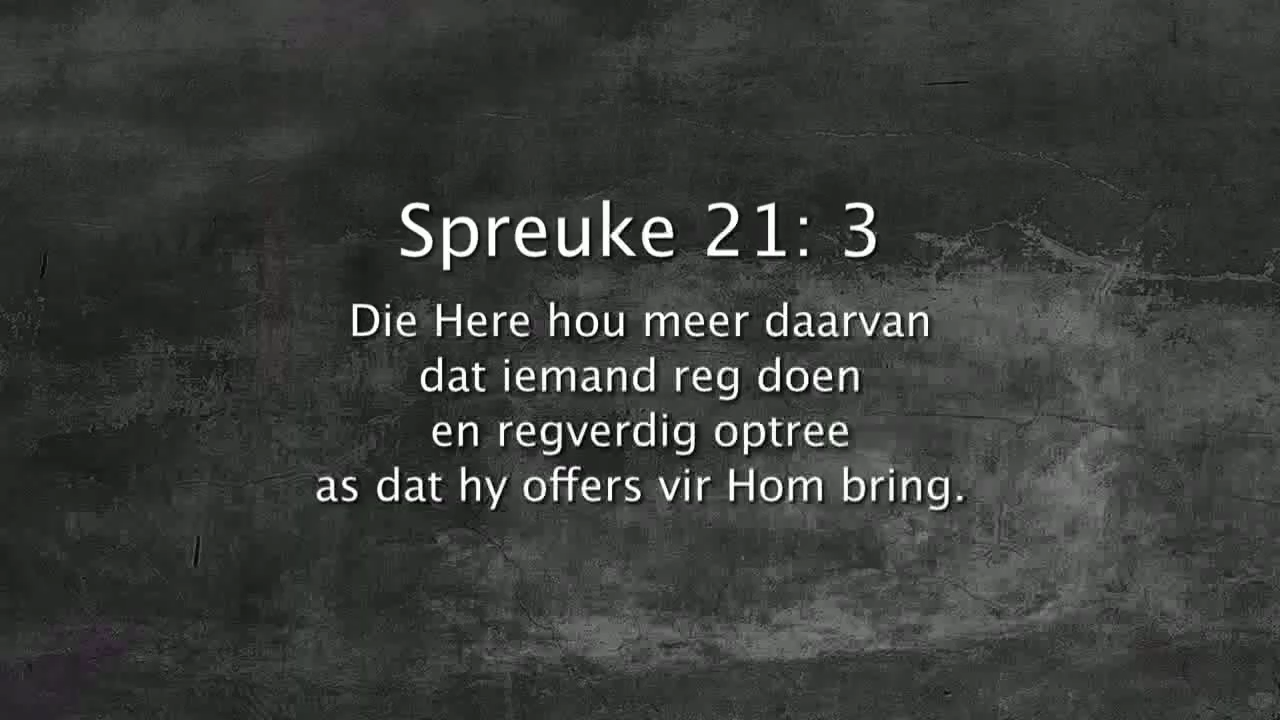 Spreuke 21: 3
Die Here hou meer daarvan
dat iemand reg doen
en regverdig optree
as dat hy offers vir Hom bring.